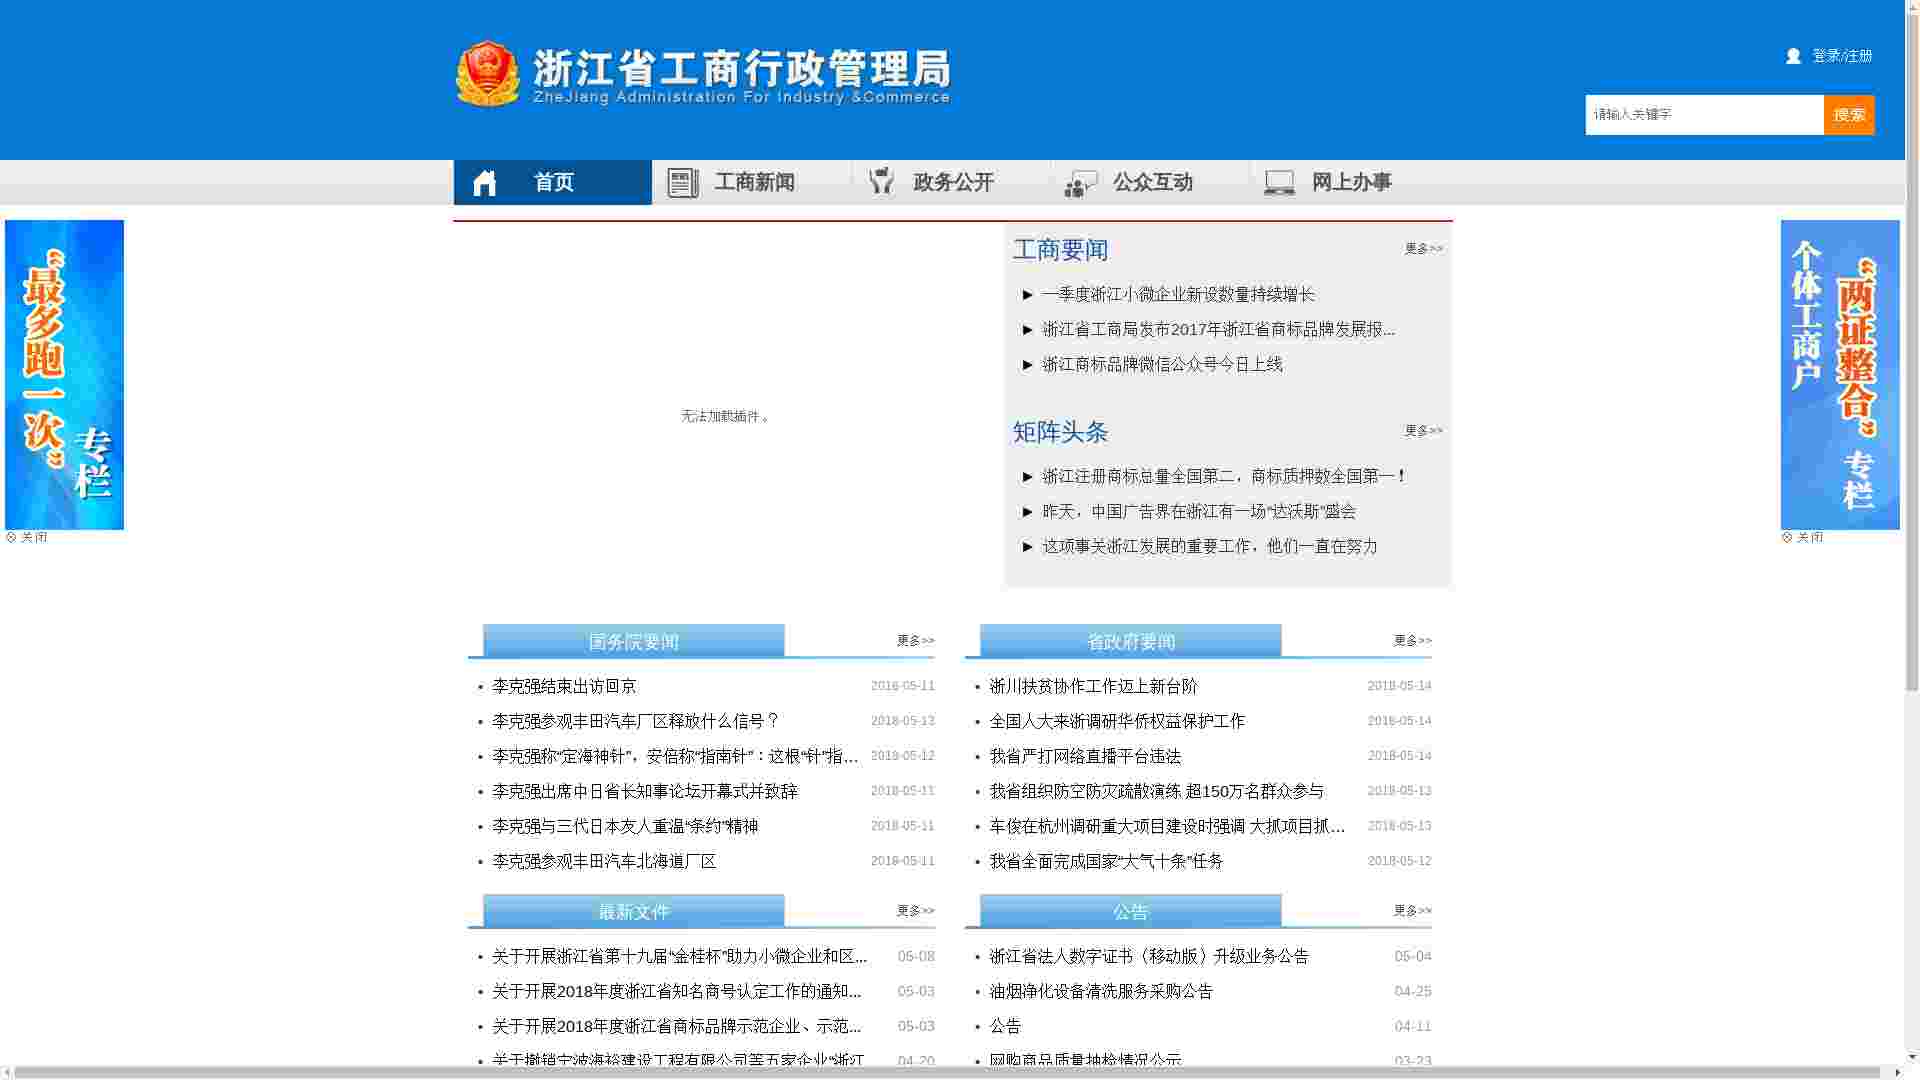 浙江省工商行政管理局
ZheJiang Administration For Industry &Commerce
登录/注册
请输入关键字
搜索
首页
工商新闻
政务公开
公众互动
网上办事
“最多跑一次”
专栏
关闭
无法加载插件。
工商要闻
更多>>
一季度浙江小微企业新设数量持续增长
浙江省工商局发布2017年浙江省商标品牌发展报...
浙江商标品牌微信公众号今日上线
矩阵头条
更多>>
浙江注册商标总量全国第二，商标质押数全国第一！
昨天，中国广告界在浙江有一场“达沃斯”盛会
这项事关浙江发展的重要工作，他们一直在努力
个体工商户
“两证整合”
专栏
关闭
国务院要闻
更多>>
李克强结束出访回京 2018-05-11
李克强参观丰田汽车厂区释放什么信号？ 2018-05-13
李克强称“定海神针”，安倍称“指南针”：这根“针”指... 2018-05-12
李克强出席中日省长知事论坛开幕式并致辞 2018-05-11
李克强与三代日本友人重温“条约”精神 2018-05-11
李克强参观丰田汽车北海道厂区 2018-05-11
省政府要闻
更多>>
浙川扶贫协作工作迈上新台阶 2018-05-14
全国人大来浙调研华侨权益保护工作 2018-05-14
我省严打网络直播平台违法 2018-05-14
我省组织防空防灾疏散演练 超150万名群众参与 2018-05-13
车俊在杭州调研重大项目建设时强调 大抓项目抓... 2018-05-13
我省全面完成国家“大气十条”任务 2018-05-12
最新文件
更多>>
关于开展浙江省第十九届“金桂杯”助力小微企业和区... 05-08
关于开展2018年度浙江省知名商号认定工作的通知... 05-03
关于开展2018年度浙江省商标品牌示范企业、示范... 05-03
关于撤销宁波海裕建设工程有限公司等五家企业“浙江 04-20
公告
更多>>
浙江省法人数字证书（移动版）升级业务公告 05-04
油烟净化设备清洗服务采购公告 04-25
公告 04-11
网购商品质量抽检情况公示 03-23